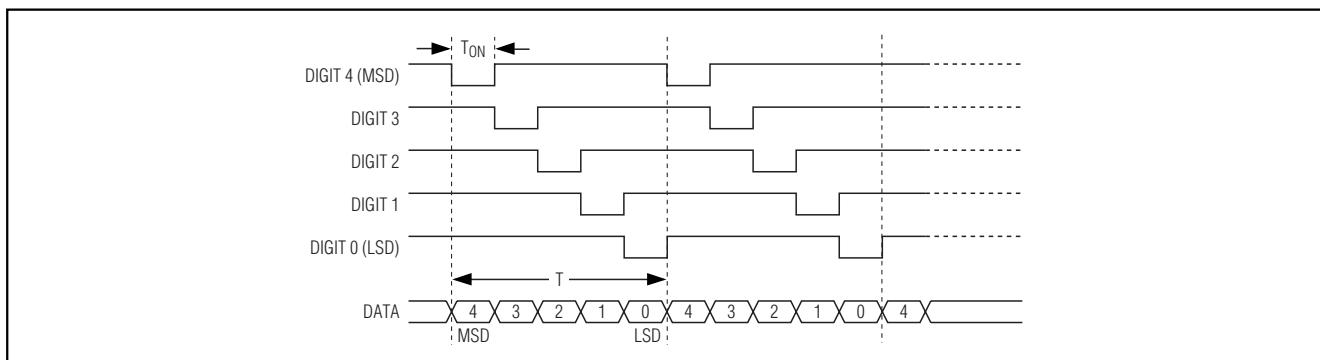 TON
DIGIT 4 (MSD)
DIGIT 3
DIGIT 2
DIGIT 1
DIGIT 0 (LSD)
T
DATA 4 3 2 1 0 4 3 2 1 0 4
MSD LSD